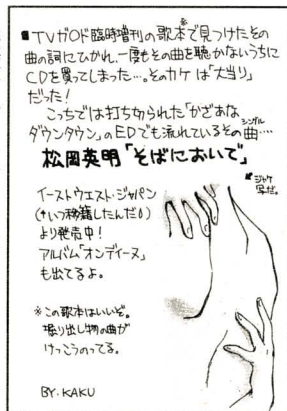 ■TVガOド臨時増刊の歌本※で見つけたその
曲の詞にひかれ、一度もその曲を聴かないうちに
CDを買ってしまった…。そのカケは「大当り」
だった!
こっちでは打ち切られた「かざあな
ダウンタウン」のEDでも流れているその曲‥‥
シングル
松岡英明「そばにおいで」
ジャケ
写だ。
イーストウエスト・ジャパン
(↑いつ移籍したんだ!)
より発売中!
アルバム「オンディーヌ」
も出てるよ。
※この歌本はいいぞ。
掘り出し物の曲が
けっこうのってる。
BY.KAKU